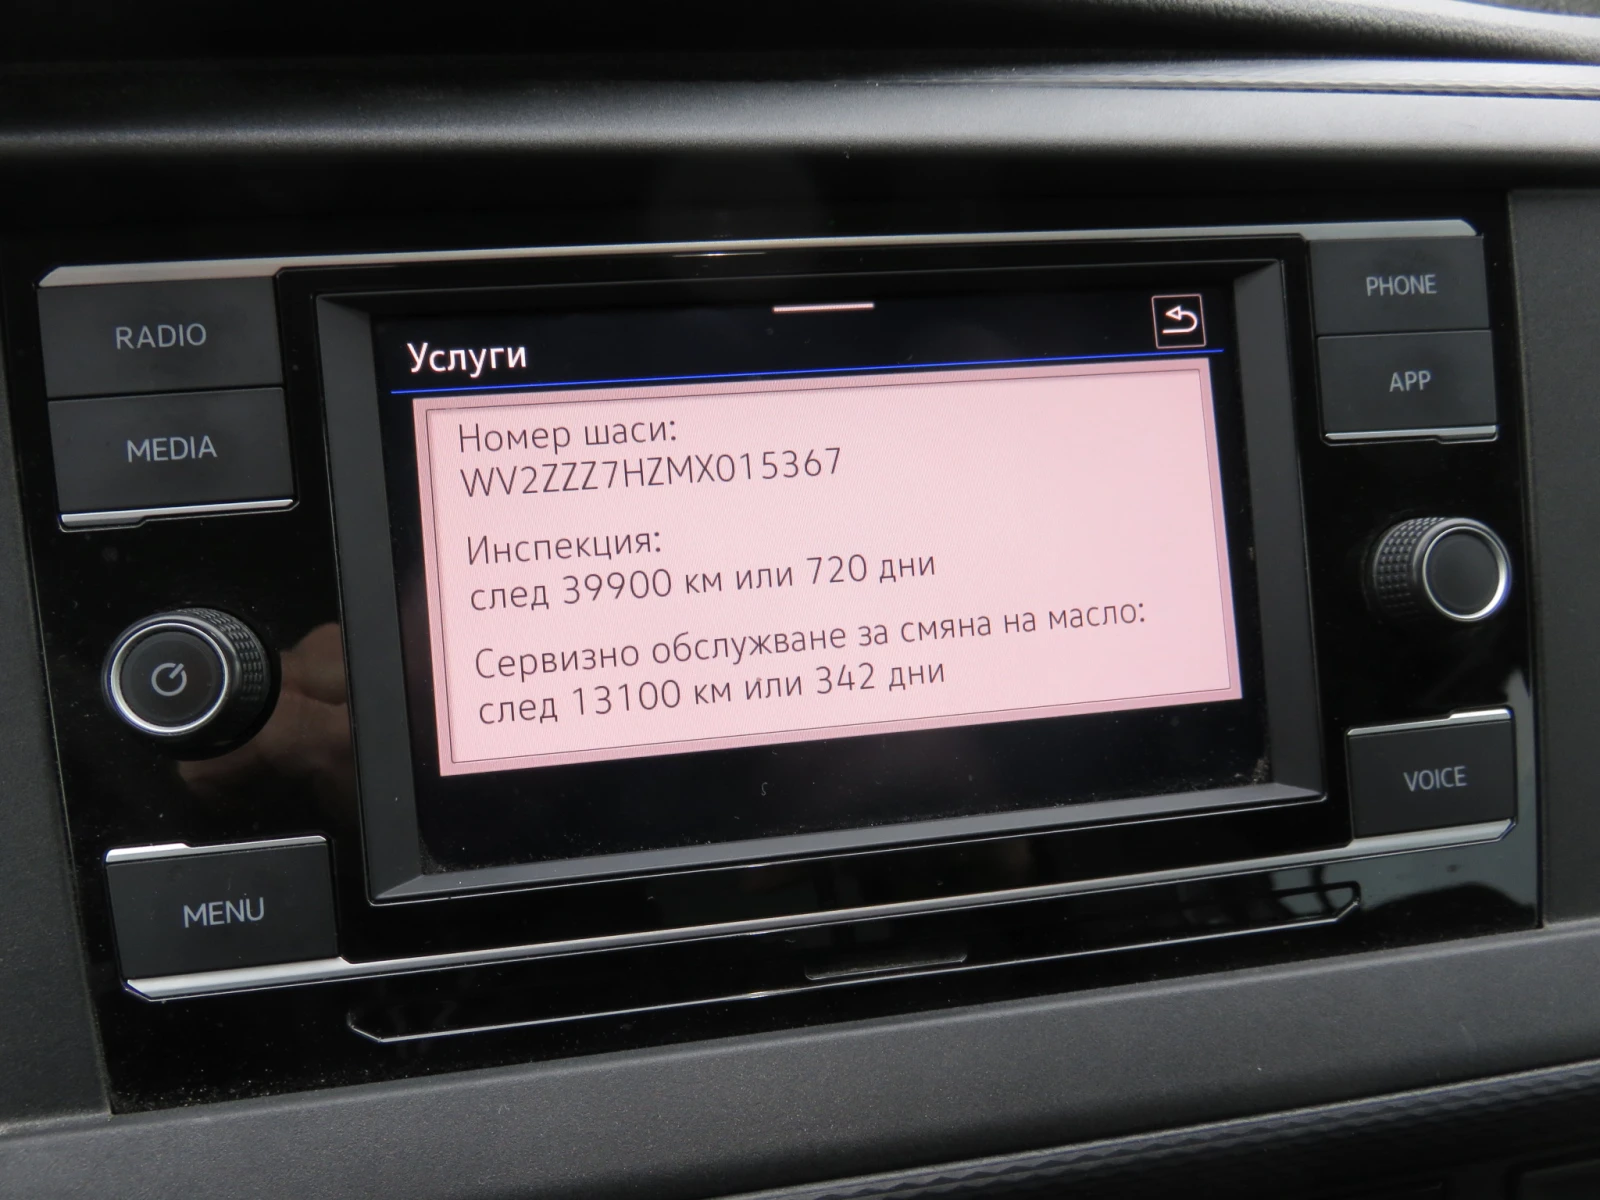 RADIO
MEDIA
MENU
Услуги
Номер шаси:
WV2ZZZ7HZMX015367
Инспекция:
след 39900 км или 720 дни
Сервизно обслужване за смяна на масло:
след 13100 км или 342 дни
PHONE
APP
VOICE